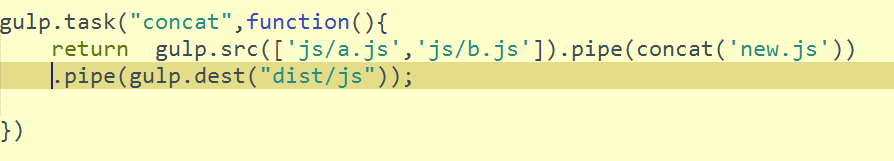 gulp.task("concat",function(){
return  gulp.src(['js/a.js','js/b.js']).pipe(concat('new.js'))
.pipe(gulp.dest("dist/js"));
})